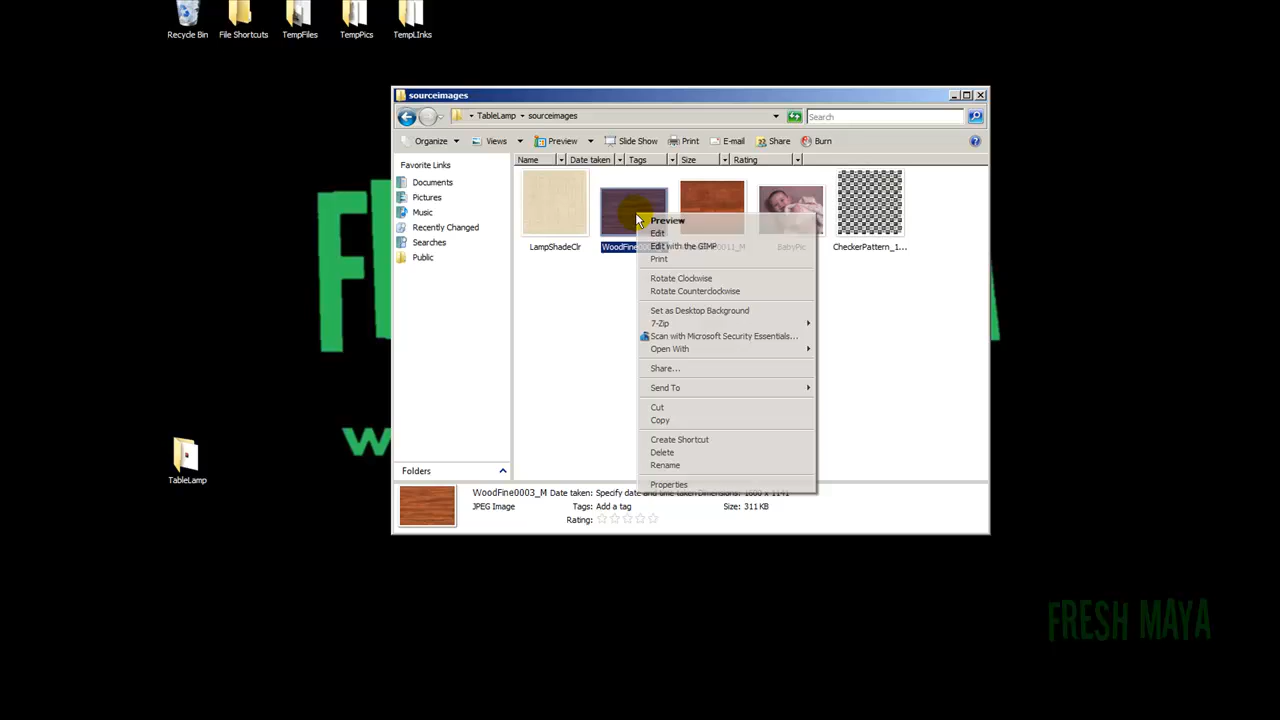 Recycle Bin
File Shortcuts
TempFiles
TempPics
TempLInks
sourceimages
TableLamp
sourceimages
Search
Organize
Views
Preview
Slide Show
Print
E-mail
Share
Burn
Favorite Links
Documents
Pictures
Music
Recently Changed
Searches
Public
Folders
Name
Date taken
Tags
Size
Rating
LampShadeClr
BabyPic
CheckerPattern_1...
Preview
Edit
Edit with the GIMP
Print
Rotate Clockwise
Rotate Counterclockwise
Set as Desktop Background
7-Zip
Scan with Microsoft Security Essentials...
Open With
Share...
Send To
Cut
Copy
Create Shortcut
Delete
Rename
Properties
WoodFine0003_M Date taken: Specify date and time taken
JPEG Image
Tags: Add a tag
Size: 311 KB
Rating:
TableLamp
FRESH MAYA